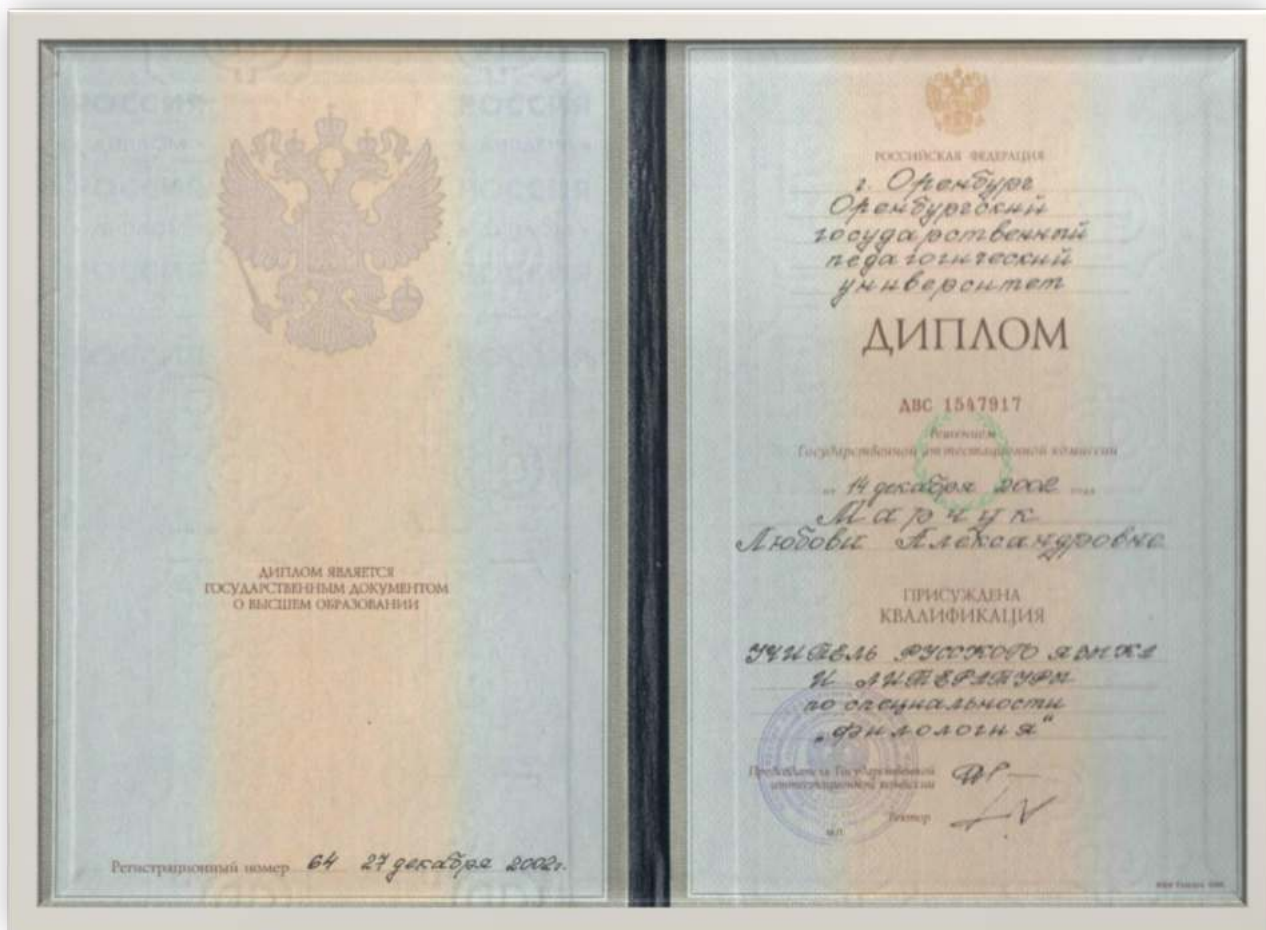 ДИПЛОМ ЯВЛЯЕТСЯ
ГОСУДАРСТВЕННЫМ ДОКУМЕНТОМ
О ВЫСШЕМ ОБРАЗОВАНИИ
Регистрационный номер 64 27 декабря 2002г.
РОССИЙСКАЯ ФЕДЕРАЦИЯ
г. Оренбург
Оренбургский
государственный
педагогический
университет
ДИПЛОМ
АВС 1547917
Решением
Государственной аттестационной комиссии
от 14 декабря 2002 года
Марчук
Любови Александровне
ПРИСУЖДЕНА
КВАЛИФИКАЦИЯ
УЧИТЕЛЬ РУССКОГО ЯЗЫКА
И ЛИТЕРАТУРЫ
по специальности
„Филология“
Председатель Государственной
аттестационной комиссии
Ректор
М.П.